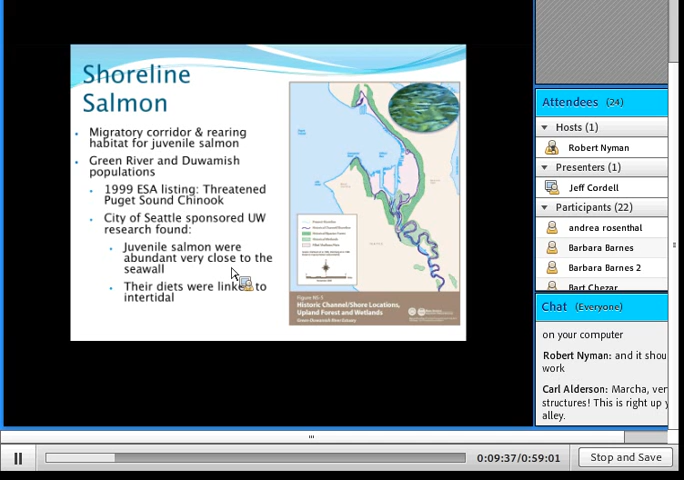 Shoreline
Salmon
Migratory corridor & rearing
habitat for juvenile salmon
Green River and Duwamish
populations
1999 ESA listing: Threatened
Puget Sound Chinook
City of Seattle sponsored UW
research found:
Juvenile salmon were
abundant very close to the
seawall
Their diets were linked to
intertidal
Historic Channel/Shore Locations,
Upland Forest and Wetlands
Attendees (24)
Hosts (1)
Robert Nyman
Presenters (1)
Jeff Cordell
Participants (22)
andrea rosenthal
Barbara Barnes
Barbara Barnes 2
Bart Chezar
Chat (Everyone)
on your computer
Robert Nyman: and it shou
work
Carl Alderson: Marcha, ver
structures! This is right up y
alley.
0:09:37/0:59:01
Stop and Save